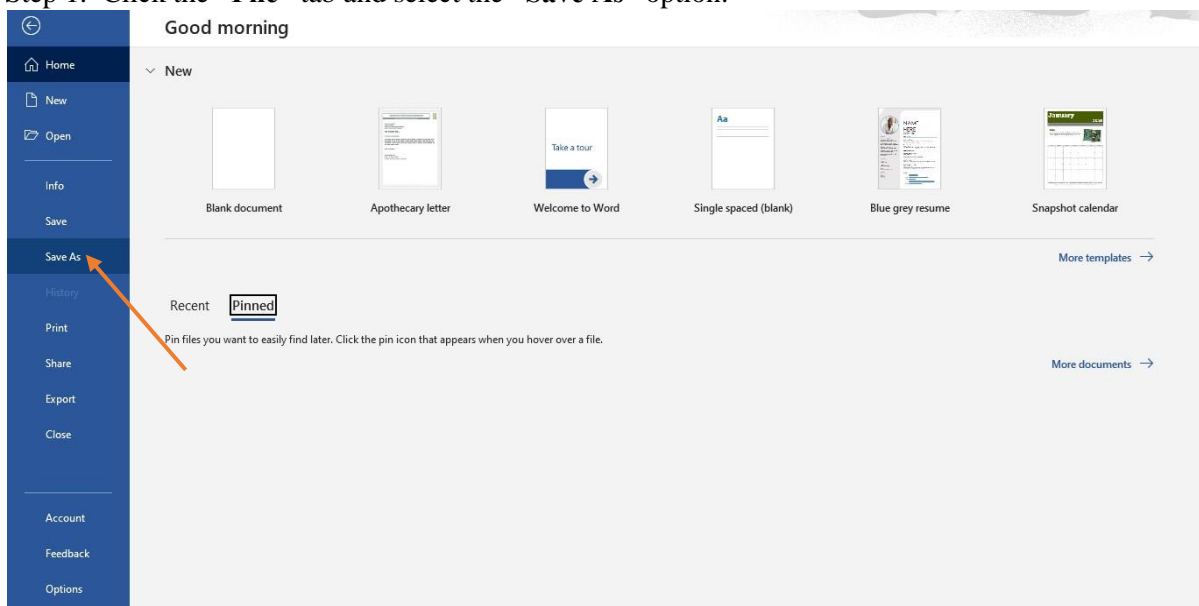 Step 1: Click the "File" tab and select the "Save As" option.
Good morning
Home
New
Open
Info
Save
Save As
History
Print
Share
Export
Close
Account
Feedback
Options
New
Aa
Take a tour
NAME
HERE
January
Blank document
Apothecary letter
Welcome to Word
Single spaced (blank)
Blue grey resume
Snapshot calendar
More templates
Recent Pinned
Pin files you want to easily find later. Click the pin icon that appears when you hover over a file.
More documents